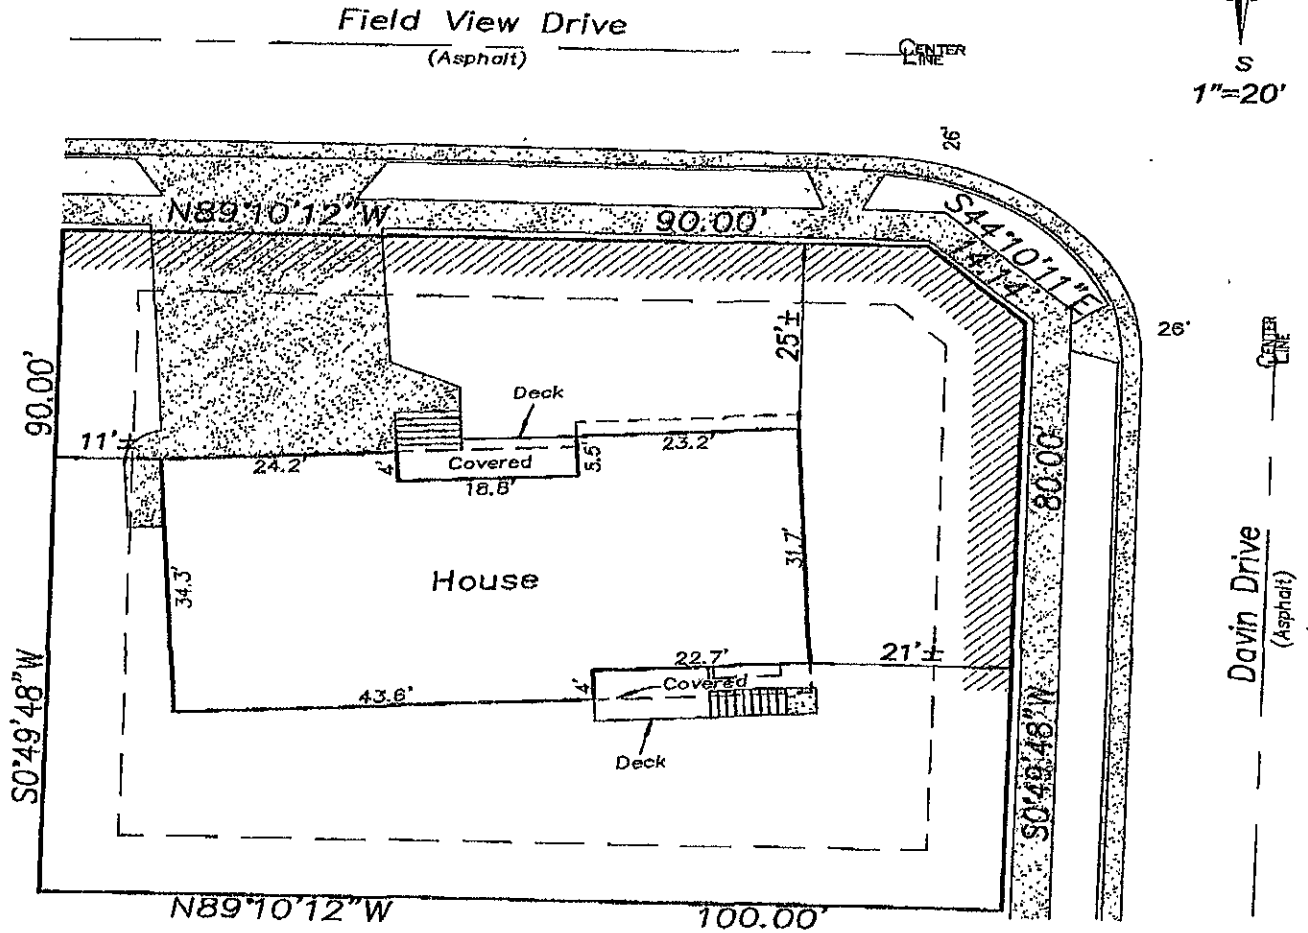 Field View Drive
(Asphalt)
CENTER
LINE
S
1"=20'
26'
N89°10'12"W
90.00'
S44°10'11"E
14.14'
26'
CENTER
LINE
25'±
90.00'
Deck
11'±
24.2'
4'
Covered
18.8'
5.5'
23.2'
80.00'
34.3'
House
31.7'
Davin Drive
(Asphalt)
22.7'
21'±
4'
Covered
43.6'
Deck
S0°49'48"W
S0°49'48"W
N89°10'12"W
100.00'